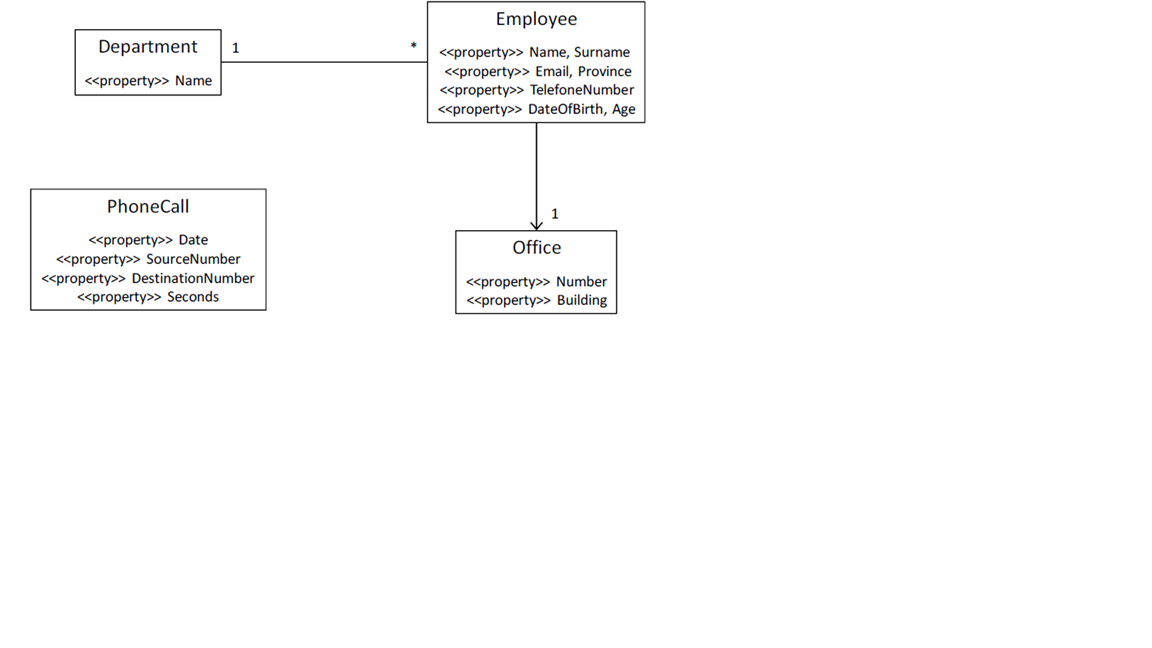 Department
<<property>> Name
1
*
Employee
<<property>> Name, Surname
<<property>> Email, Province
<<property>> TelefoneNumber
<<property>> DateOfBirth, Age
PhoneCall
<<property>> Date
<<property>> SourceNumber
<<property>> DestinationNumber
<<property>> Seconds
1
Office
<<property>> Number
<<property>> Building